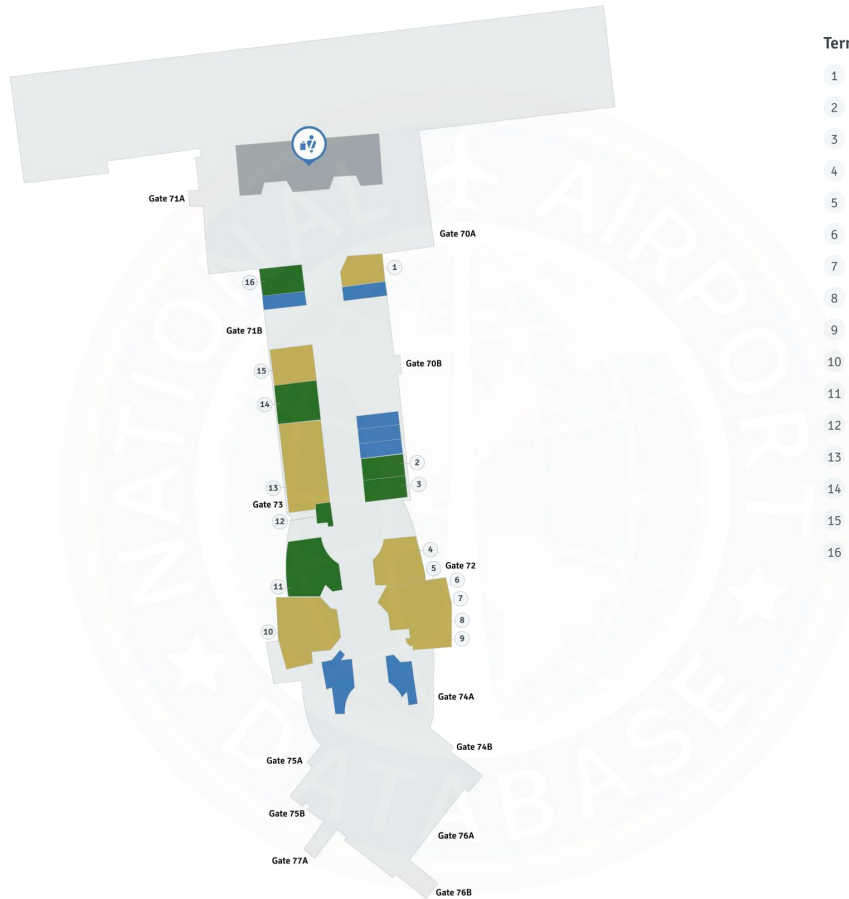 Terr
1
2
3
4
5
6
7
8
9
10
11
12
13
14
15
16
Gate 71A
Gate 70A
1
16
Gate 71B
Gate 70B
15
14
2
3
13
Gate 73
12
4
5
Gate 72
6
11
7
8
10
9
Gate 74A
Gate 74B
Gate 75A
Gate 75B
Gate 76A
Gate 77A
Gate 76B
NATIONAL AIRPORT
DATABASE